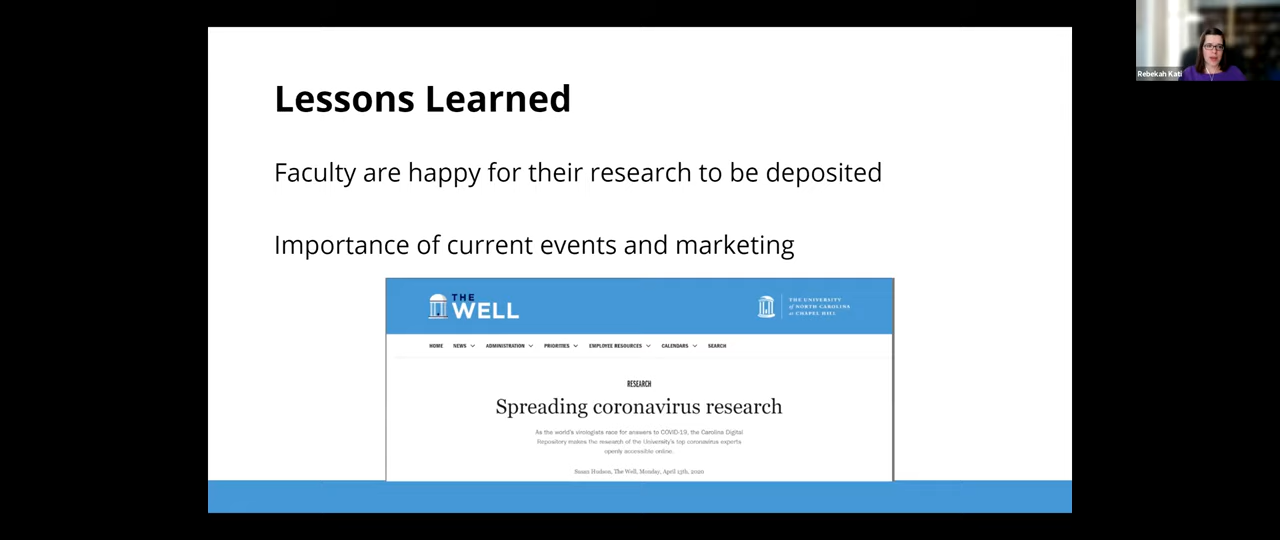 Lessons Learned
Faculty are happy for their research to be deposited
Importance of current events and marketing
THE
WELL
THE UNIVERSITY
of NORTH CAROLINA
at CHAPEL HILL
HOME NEWS ADMINISTRATION PRIORITIES EMPLOYEE RESOURCES CALENDARS SEARCH
RESEARCH
Spreading coronavirus research
As the world's virologists race for answers to COVID-19, the Carolina Digital
Repository makes the research of the University's top coronavirus experts
openly accessible online.
Susan Hudson, The Well, Monday, April 13th, 2020
Rebekah Kati